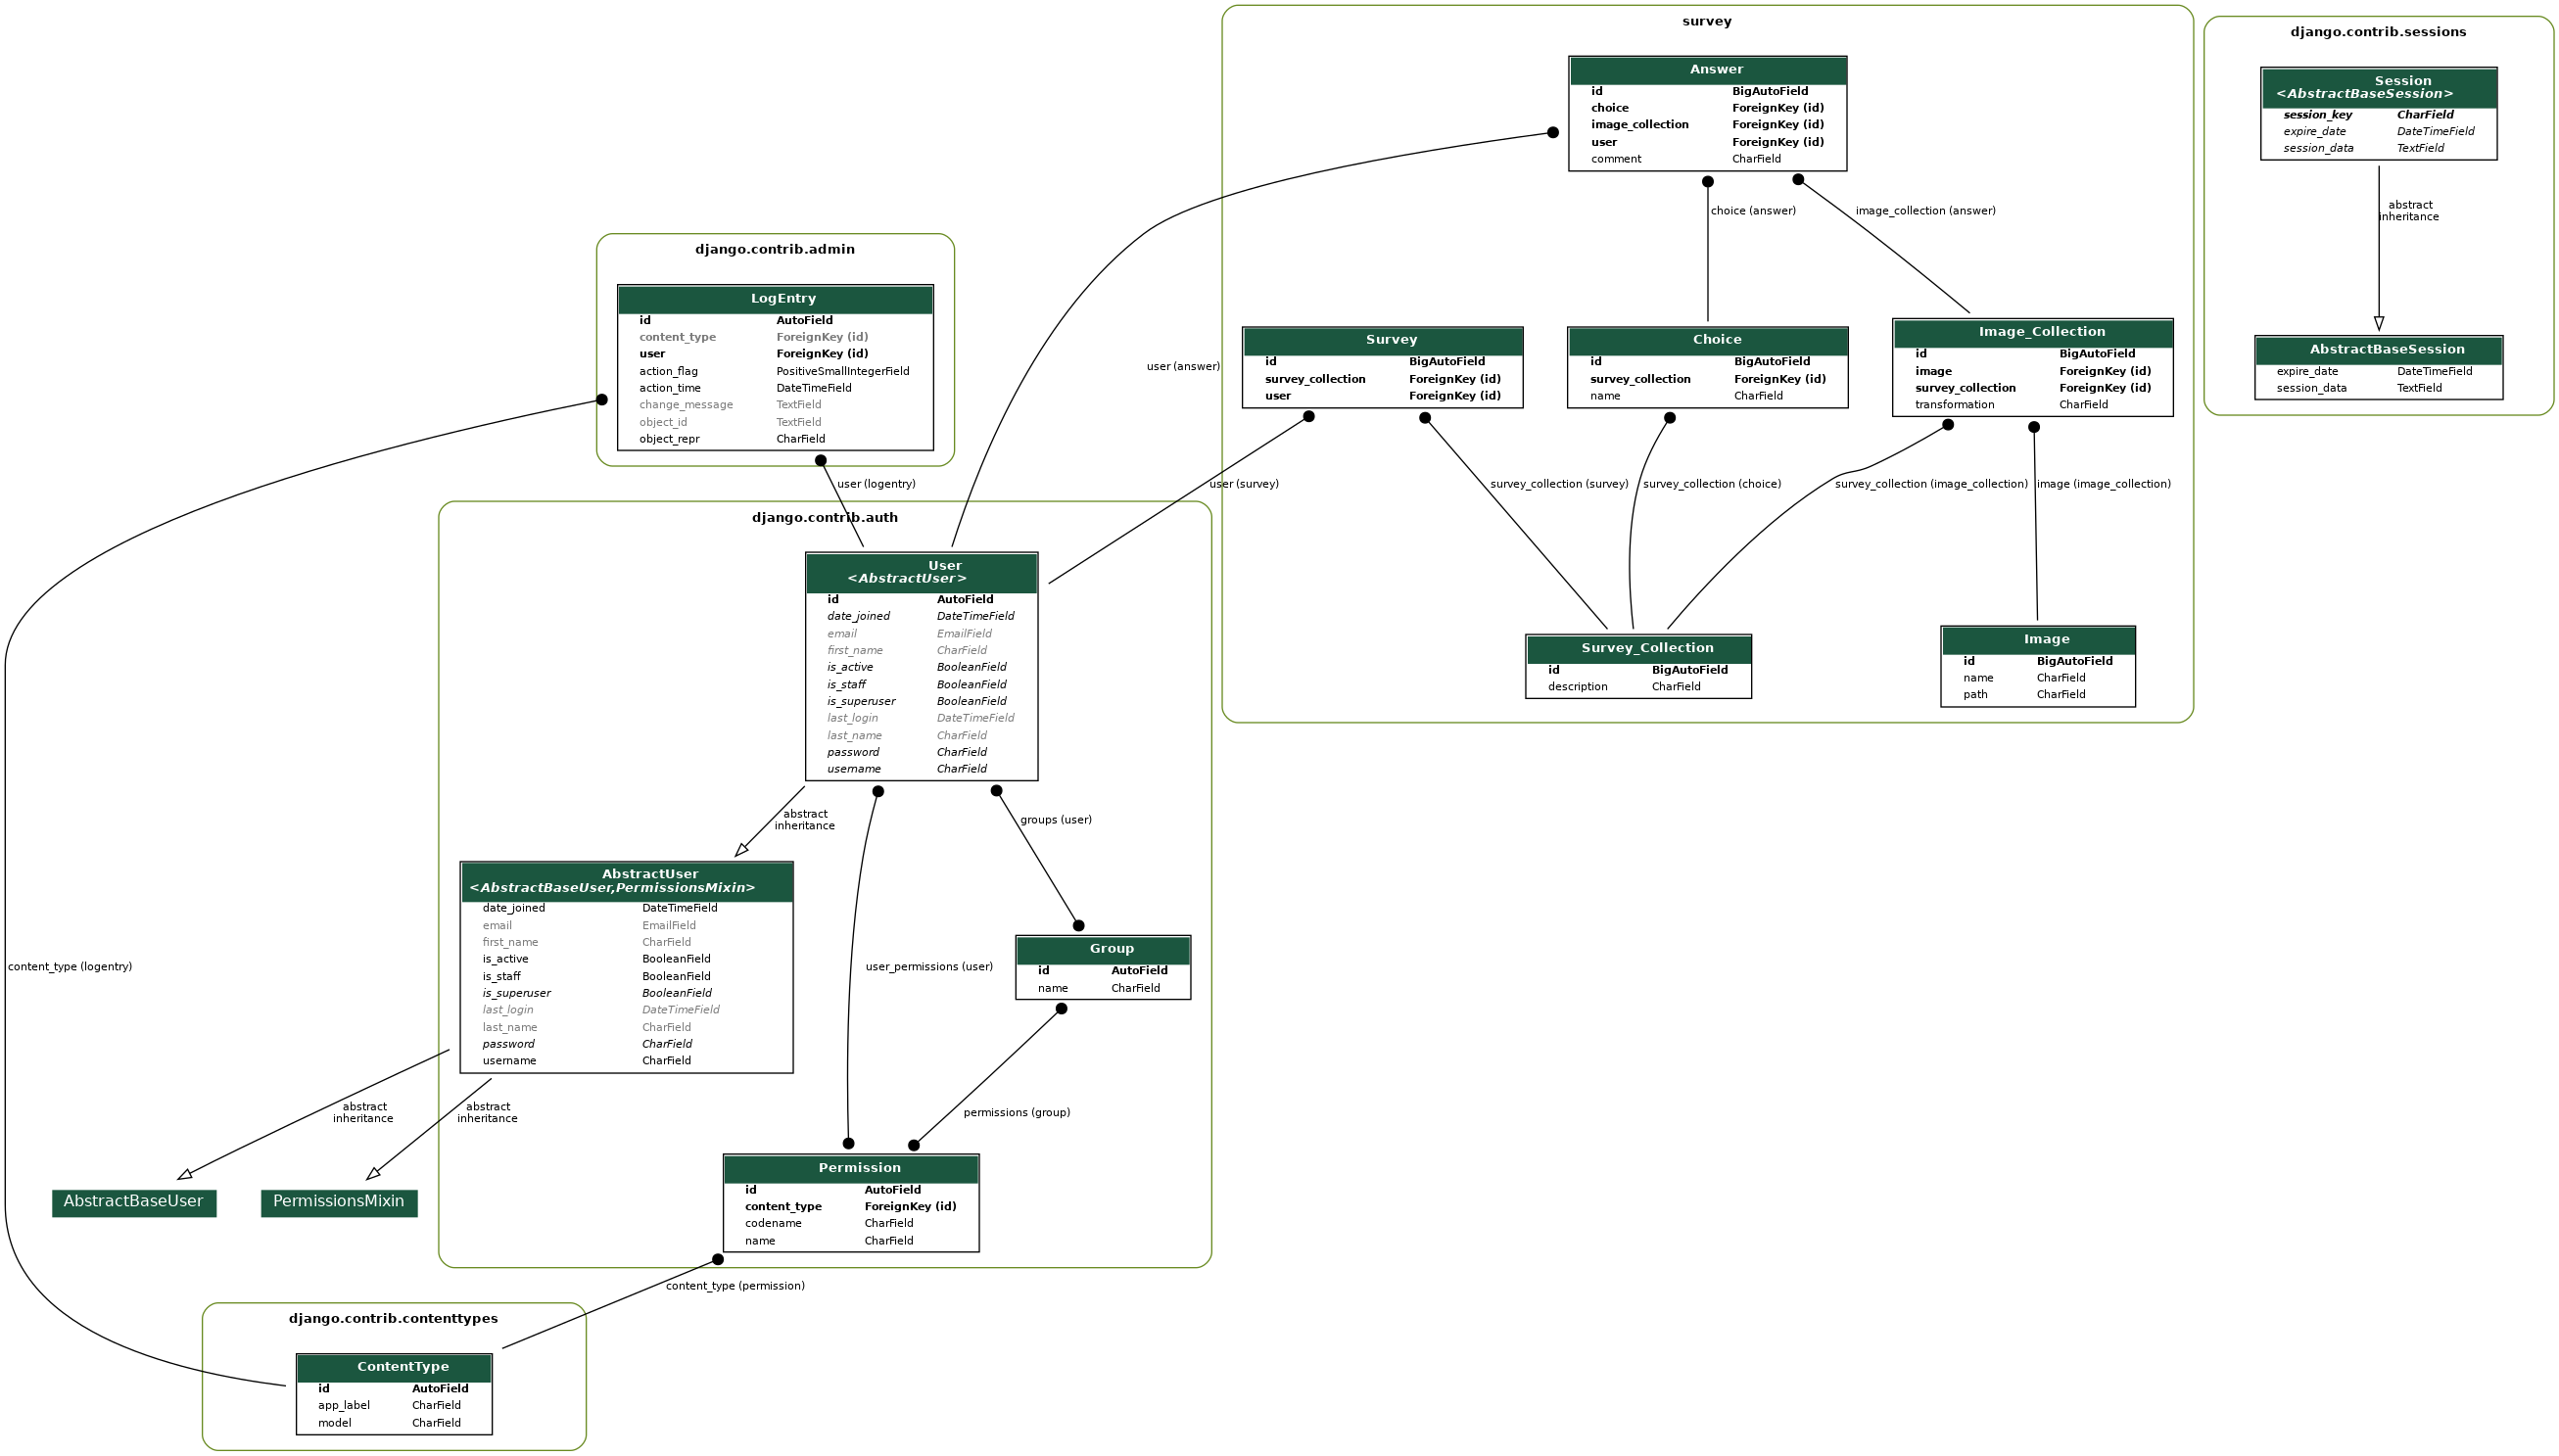 survey
Answer
id BigAutoField
choice ForeignKey (id)
image_collection ForeignKey (id)
user ForeignKey (id)
comment CharField
django.contrib.sessions
Session
<AbstractBaseSession>
session_key CharField
expire_date DateTimeField
session_data TextField
choice (answer)
image_collection (answer)
abstract
inheritance
django.contrib.admin
LogEntry
id AutoField
content_type ForeignKey (id)
user ForeignKey (id)
action_flag PositiveSmallIntegerField
action_time DateTimeField
change_message TextField
object_id TextField
object_repr CharField
user (answer)
Survey
id BigAutoField
survey_collection ForeignKey (id)
user ForeignKey (id)
Choice
id BigAutoField
survey_collection ForeignKey (id)
name CharField
Image_Collection
id BigAutoField
image ForeignKey (id)
survey_collection ForeignKey (id)
transformation CharField
AbstractBaseSession
expire_date DateTimeField
session_data TextField
user (logentry)
user (survey)
survey_collection (survey)
survey_collection (choice)
survey_collection (image_collection)
image (image_collection)
django.contrib.auth
User
<AbstractUser>
id AutoField
date_joined DateTimeField
email EmailField
first_name CharField
is_active BooleanField
is_staff BooleanField
is_superuser BooleanField
last_login DateTimeField
last_name CharField
password CharField
username CharField
Survey_Collection
id BigAutoField
description CharField
Image
id BigAutoField
name CharField
path CharField
abstract
inheritance
groups (user)
AbstractUser
<AbstractBaseUser,PermissionsMixin>
date_joined DateTimeField
email EmailField
first_name CharField
is_active BooleanField
is_staff BooleanField
is_superuser BooleanField
last_login DateTimeField
last_name CharField
password CharField
username CharField
content_type (logentry)
user_permissions (user)
Group
id AutoField
name CharField
abstract
inheritance
abstract
inheritance
permissions (group)
AbstractBaseUser
PermissionsMixin
Permission
id AutoField
content_type ForeignKey (id)
codename CharField
name CharField
content_type (permission)
django.contrib.contenttypes
ContentType
id AutoField
app_label CharField
model CharField